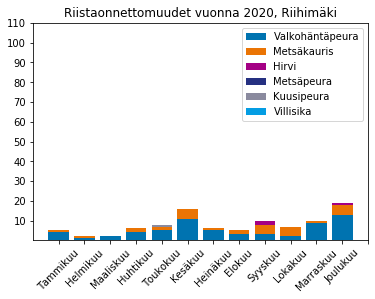 Riistaonnettomuudet vuonna 2020, Riihimäki
110
100
90
80
70
60
50
40
30
20
10
Valkohäntäpeura
Metsäkauris
Hirvi
Metsäpeura
Kuusipeura
Villisika
Tammikuu
Helmikuu
Maaliskuu
Huhtikuu
Toukokuu
Kesäkuu
Heinäkuu
Elokuu
Syyskuu
Lokakuu
Marraskuu
Joulukuu